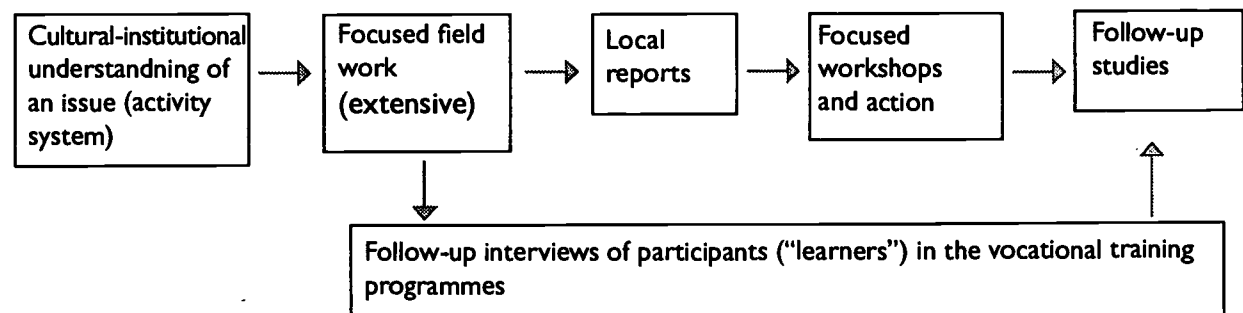 Cultural-institutional
understandning of
an issue (activity
system)
Focused field
work
(extensive)
Local
reports
Focused
workshops
and action
Follow-up
studies
Follow-up interviews of participants (“learners”) in the vocational training
programmes